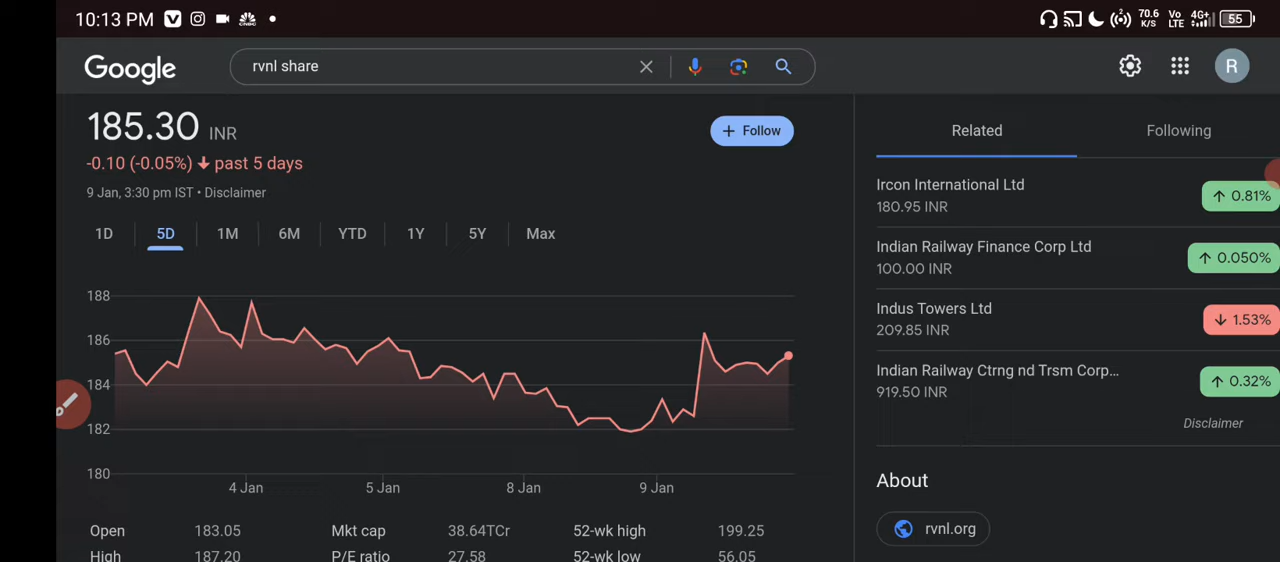 10:13 PM
70.6 K/S Vo LTE 4G+ 55
Google
rvnl share
R
185.30 INR
-0.10 (-0.05%) ↓ past 5 days
9 Jan, 3:30 pm IST • Disclaimer
+ Follow
1D 5D 1M 6M YTD 1Y 5Y Max
188
186
184
182
180
4 Jan 5 Jan 8 Jan 9 Jan
Open 183.05 Mkt cap 38.64TCr 52-wk high 199.25
High 187.20 P/E ratio 27.58 52-wk low 56.05
Related Following
Ircon International Ltd
180.95 INR
↑ 0.81%
Indian Railway Finance Corp Ltd
100.00 INR
↑ 0.050%
Indus Towers Ltd
209.85 INR
↓ 1.53%
Indian Railway Ctrng nd Trsm Corp...
919.50 INR
↑ 0.32%
Disclaimer
About
rvnl.org